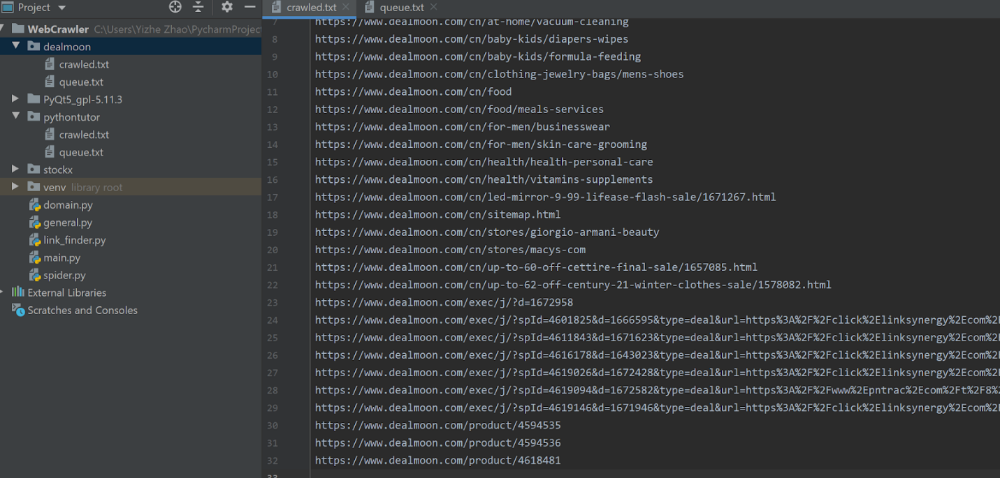 Project
crawled.txt
queue.txt
WebCrawler C:\Users\Yizhe Zhao\PycharmProjec
dealmoon
crawled.txt
queue.txt
PyQt5_gpl-5.11.3
pythontutor
crawled.txt
queue.txt
stockx
venv library root
domain.py
general.py
link_finder.py
main.py
spider.py
External Libraries
Scratches and Consoles
7 https://www.dealmoon.com/cn/at-home/vacuum-cleaning
8 https://www.dealmoon.com/cn/baby-kids/diapers-wipes
9 https://www.dealmoon.com/cn/baby-kids/formula-feeding
10 https://www.dealmoon.com/cn/clothing-jewelry-bags/mens-shoes
11 https://www.dealmoon.com/cn/food
12 https://www.dealmoon.com/cn/food/meals-services
13 https://www.dealmoon.com/cn/for-men/businesswear
14 https://www.dealmoon.com/cn/for-men/skin-care-grooming
15 https://www.dealmoon.com/cn/health/health-personal-care
16 https://www.dealmoon.com/cn/health/vitamins-supplements
17 https://www.dealmoon.com/cn/led-mirror-9-99-lifease-flash-sale/1671267.html
18 https://www.dealmoon.com/cn/sitemap.html
19 https://www.dealmoon.com/cn/stores/giorgio-armani-beauty
20 https://www.dealmoon.com/cn/stores/macys-com
21 https://www.dealmoon.com/cn/up-to-60-off-cettire-final-sale/1657085.html
22 https://www.dealmoon.com/cn/up-to-62-off-century-21-winter-clothes-sale/1578082.html
23 https://www.dealmoon.com/exec/j/?d=1672958
24 https://www.dealmoon.com/exec/j/?spId=4601825&d=1666595&type=deal&url=https%3A%2F%2Fclick%2Elinksynergy%2Ecom%2F
25 https://www.dealmoon.com/exec/j/?spId=4611843&d=1671623&type=deal&url=https%3A%2F%2Fclick%2Elinksynergy%2Ecom%2F
26 https://www.dealmoon.com/exec/j/?spId=4616178&d=1643023&type=deal&url=https%3A%2F%2Fclick%2Elinksynergy%2Ecom%2F
27 https://www.dealmoon.com/exec/j/?spId=4619026&d=1672428&type=deal&url=https%3A%2F%2Fclick%2Elinksynergy%2Ecom%2F
28 https://www.dealmoon.com/exec/j/?spId=4619094&d=1672582&type=deal&url=https%3A%2F%2Fwww%2Epntrac%2Ecom%2Ft%2F8%2
29 https://www.dealmoon.com/exec/j/?spId=4619146&d=1671946&type=deal&url=https%3A%2F%2Fclick%2Elinksynergy%2Ecom%2F
30 https://www.dealmoon.com/product/4594535
31 https://www.dealmoon.com/product/4594536
32 https://www.dealmoon.com/product/4618481
33